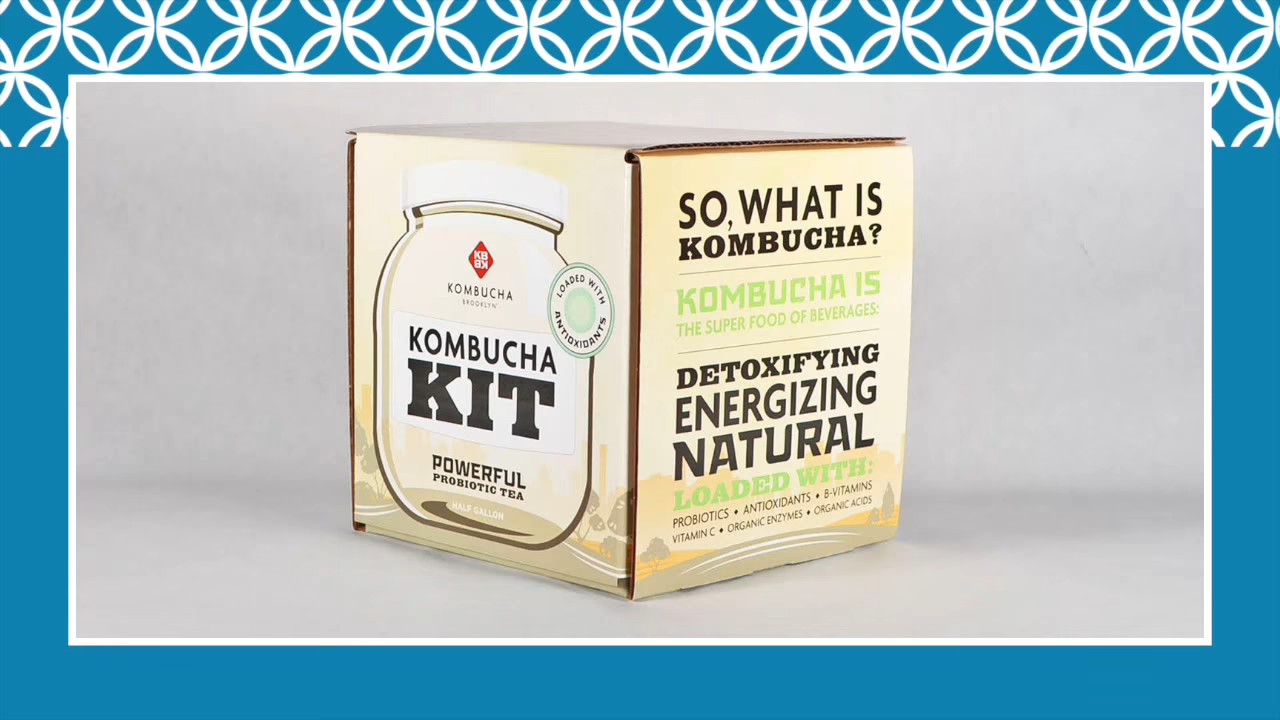 KB
KB
KOMBUCHA
BROOKLYN
LOADED WITH
ANTIOXIDANTS
KOMBUCHA
KIT
POWERFUL
PROBIOTIC TEA
HALF GALLON
SO, WHAT IS
KOMBUCHA?
KOMBUCHA IS
THE SUPER FOOD OF BEVERAGES:
DETOXIFYING
ENERGIZING
NATURAL
LOADED WITH:
PROBIOTICS • ANTIOXIDANTS • B-VITAMINS
VITAMIN C • ORGANIC ENZYMES • ORGANIC ACIDS